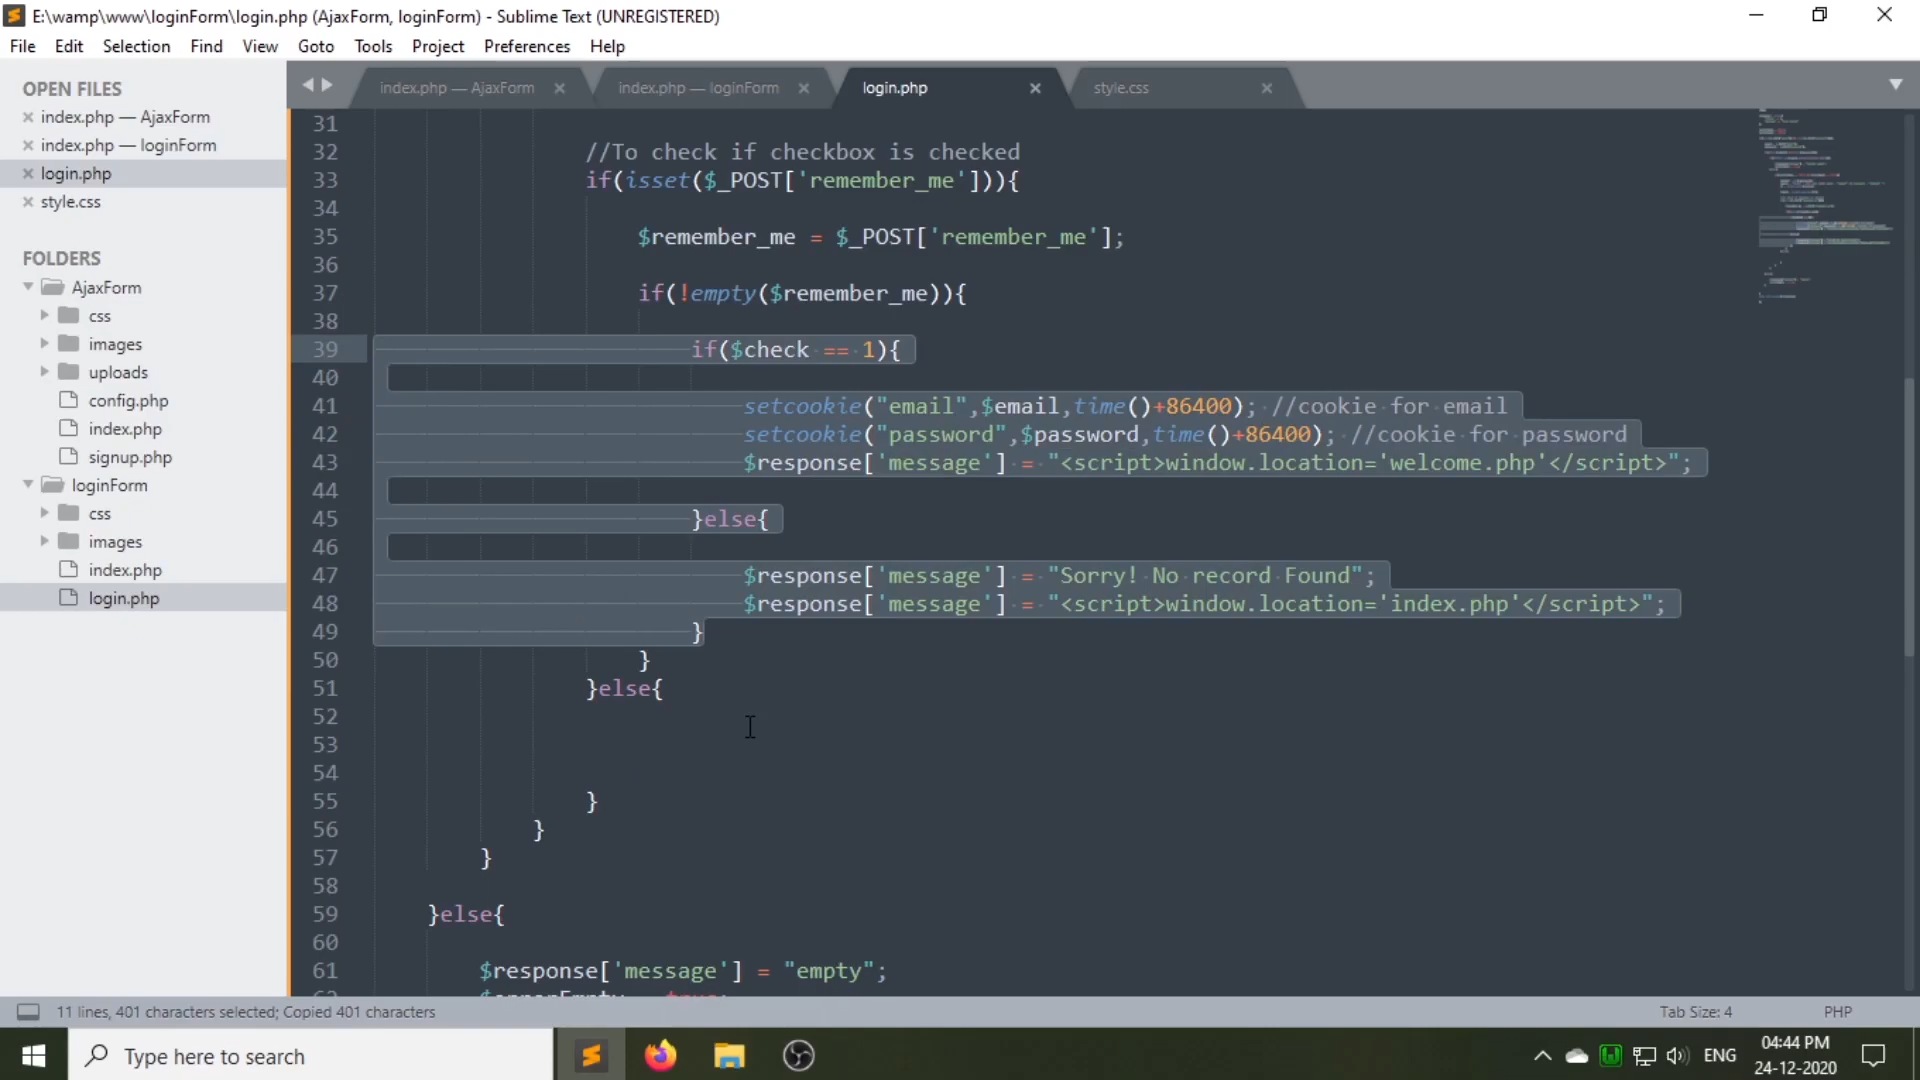 E:\wamp\www\loginForm\login.php (AjaxForm, loginForm) - Sublime Text (UNREGISTERED)
File Edit Selection Find View Goto Tools Project Preferences Help
OPEN FILES
index.php — AjaxForm
index.php — loginForm
login.php
style.css
FOLDERS
AjaxForm
css
images
uploads
config.php
index.php
signup.php
loginForm
css
images
index.php
login.php
index.php — AjaxForm index.php — loginForm login.php style.css
31
32 //To check if checkbox is checked
33 if(isset($_POST['remember_me'])){
34
35 $remember_me = $_POST['remember_me'];
36
37 if(!empty($remember_me)){
38
39 if($check == 1){
40
41 setcookie("email",$email,time()+86400); //cookie for email
42 setcookie("password",$password,time()+86400); //cookie for password
43 $response['message'] = "<script>window.location='welcome.php'</script>";
44
45 }else{
46
47 $response['message'] = "Sorry! No record Found";
48 $response['message'] = "<script>window.location='index.php'</script>";
49 }
50 }
51 }else{
52
53
54
55 }
56 }
57 }
58
59 }else{
60
61 $response['message'] = "empty";
11 lines, 401 characters selected; Copied 401 characters Tab Size: 4 PHP
Type here to search ENG 04:44 PM
24-12-2020